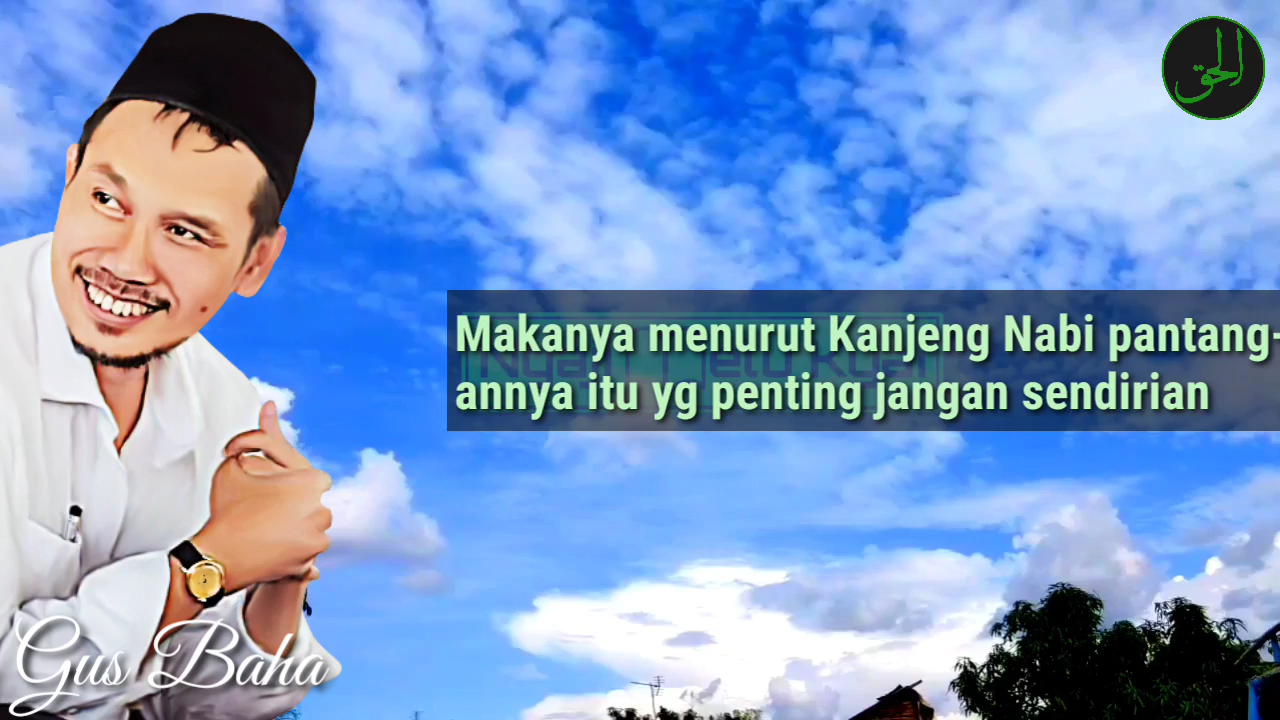 الحق
Makanya menurut Kanjeng Nabi pantang-
annya itu yg penting jangan sendirian
Gus Baha